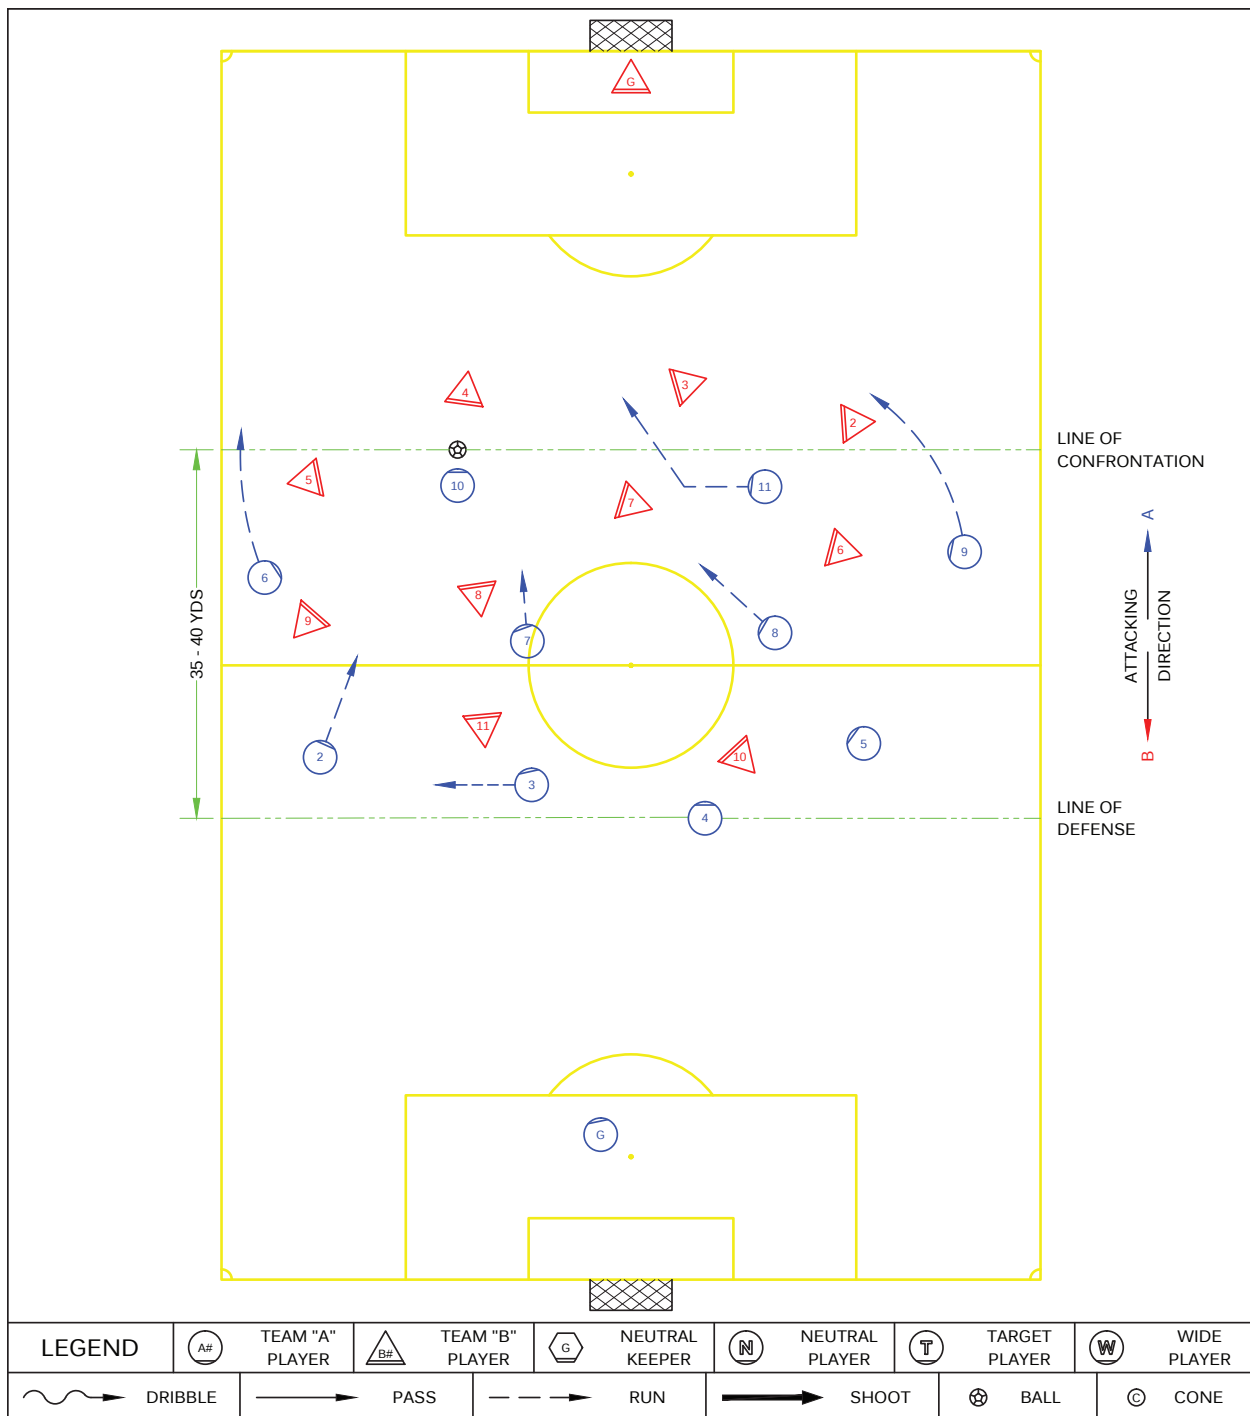 G
4
3
2
LINE OF
CONFRONTATION
5
10
7
11
6
9
A
6
8
9
7
8
35 - 40 YDS
ATTACKING
DIRECTION
2
11
3
10
5
B
4
LINE OF
DEFENSE
G
LEGEND
A#
TEAM "A"
PLAYER
B#
TEAM "B"
PLAYER
G
NEUTRAL
KEEPER
N
NEUTRAL
PLAYER
T
TARGET
PLAYER
W
WIDE
PLAYER
DRIBBLE
PASS
RUN
SHOOT
BALL
C
CONE